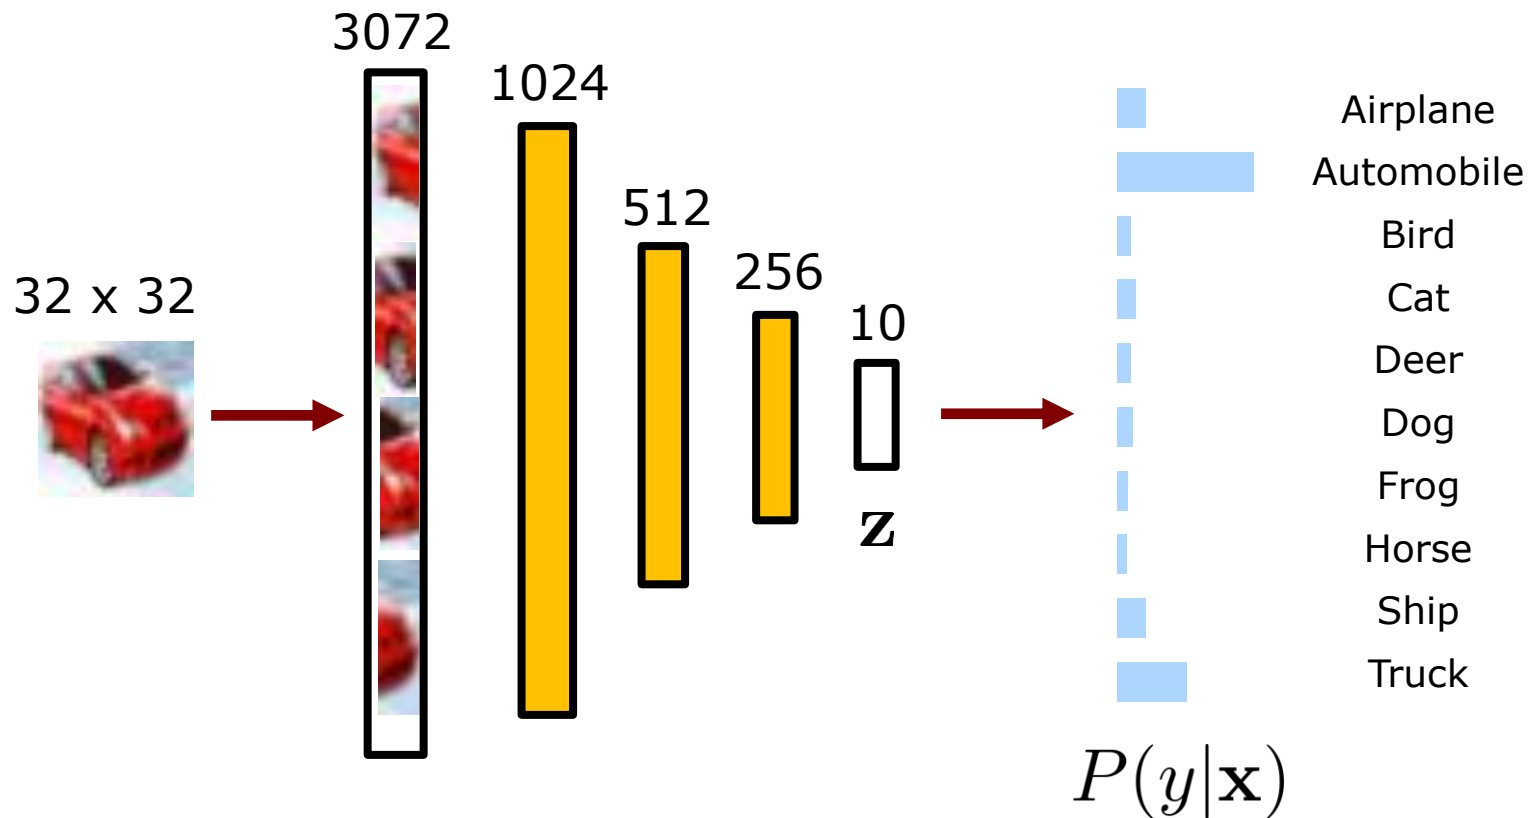 32 x 32
3072
1024
512
256
10
z
Airplane
Automobile
Bird
Cat
Deer
Dog
Frog
Horse
Ship
Truck
P(y|x)